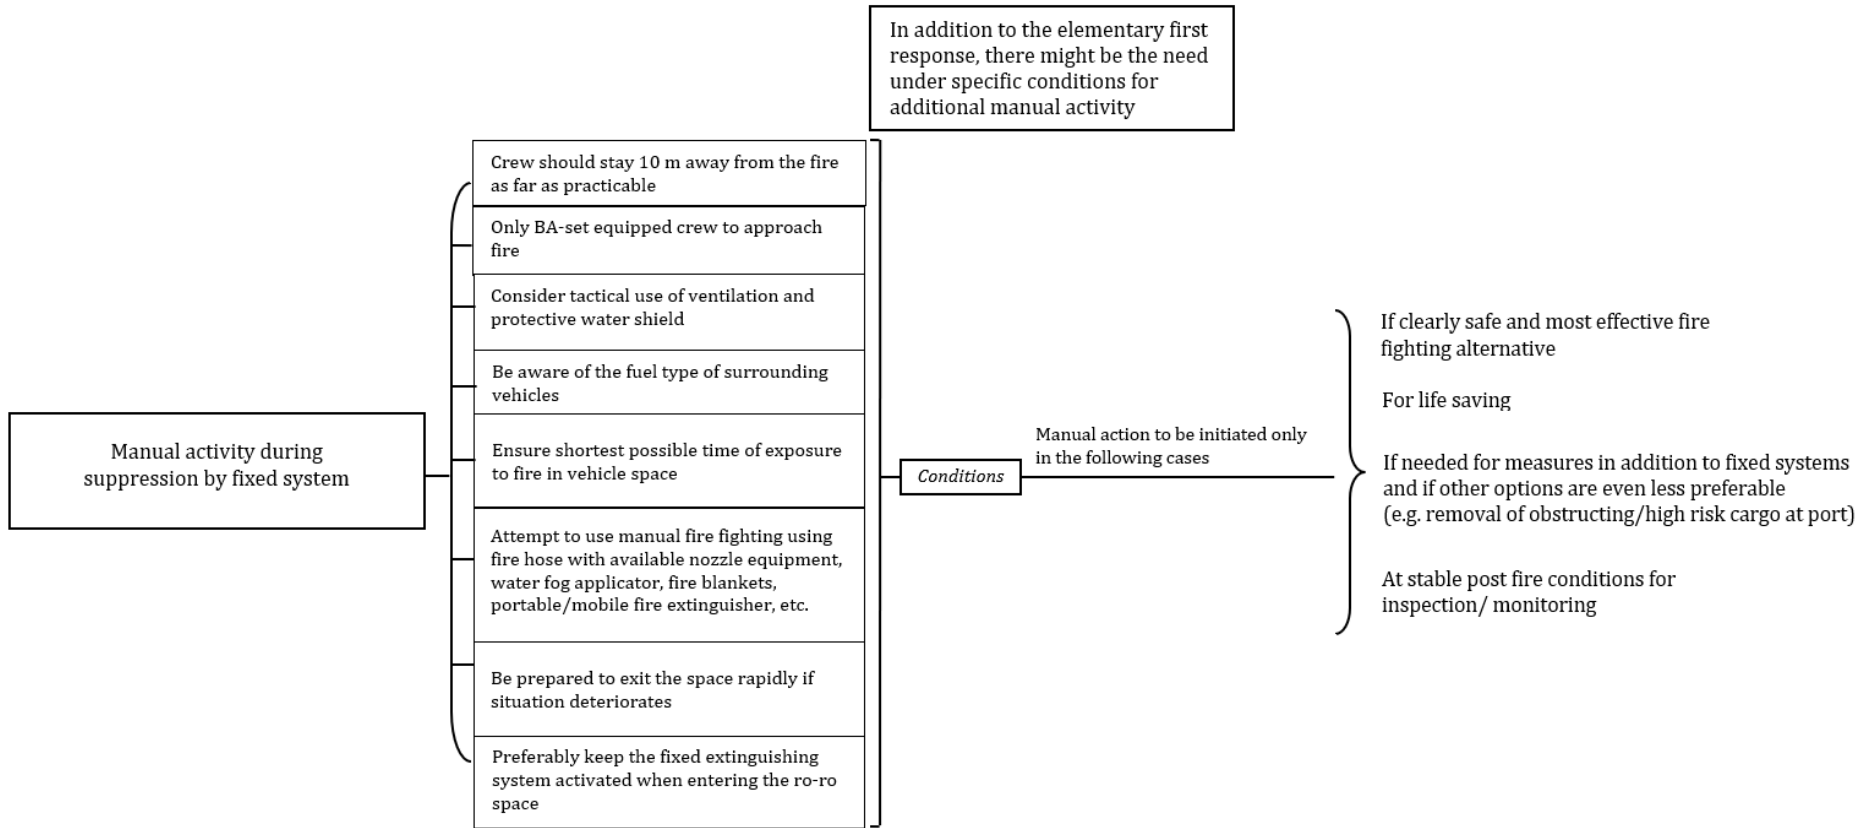 In addition to the elementary first
response, there might be the need
under specific conditions for
additional manual activity
Manual activity during
suppression by fixed system
Crew should stay 10 m away from the fire
as far as practicable
Only BA-set equipped crew to approach
fire
Consider tactical use of ventilation and
protective water shield
Be aware of the fuel type of surrounding
vehicles
Ensure shortest possible time of exposure
to fire in vehicle space
Attempt to use manual fire fighting using
fire hose with available nozzle equipment,
water fog applicator, fire blankets,
portable/mobile fire extinguisher, etc.
Be prepared to exit the space rapidly if
situation deteriorates
Preferably keep the fixed extinguishing
system activated when entering the ro-ro
space
Conditions
Manual action to be initiated only
in the following cases
If clearly safe and most effective fire
fighting alternative
For life saving
If needed for measures in addition to fixed systems
and if other options are even less preferable
(e.g. removal of obstructing/high risk cargo at port)
At stable post fire conditions for
inspection/ monitoring